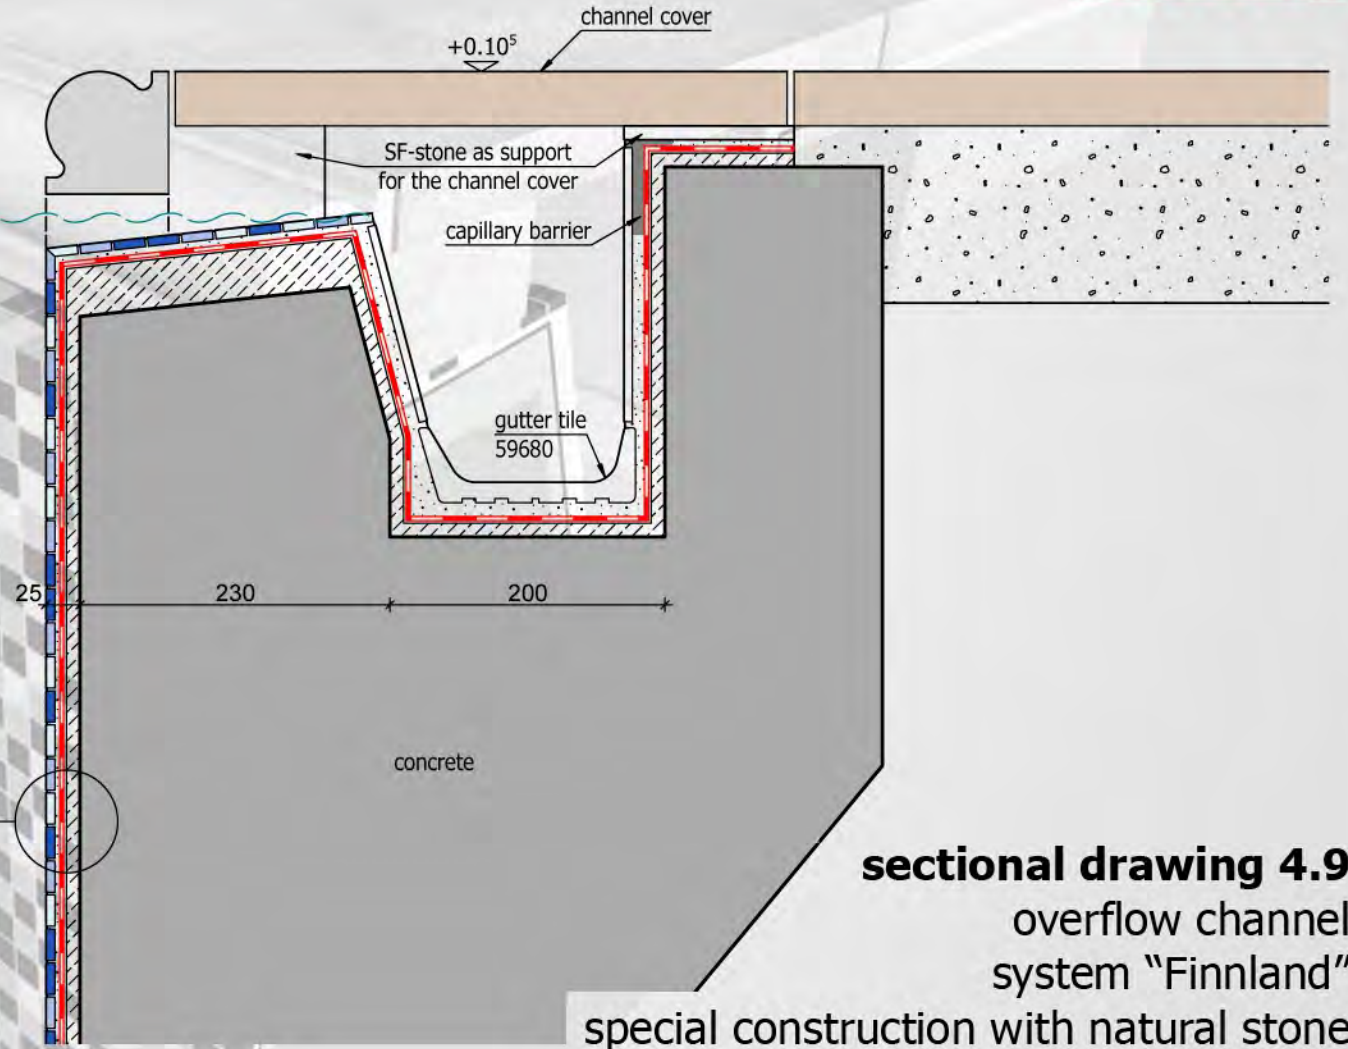 channel cover
+0.10⁵
SF-stone as support
for the channel cover
capillary barrier
gutter tile
59680
25
230
200
concrete
sectional drawing 4.9
overflow channel
system “Finnland”
special construction with natural stone